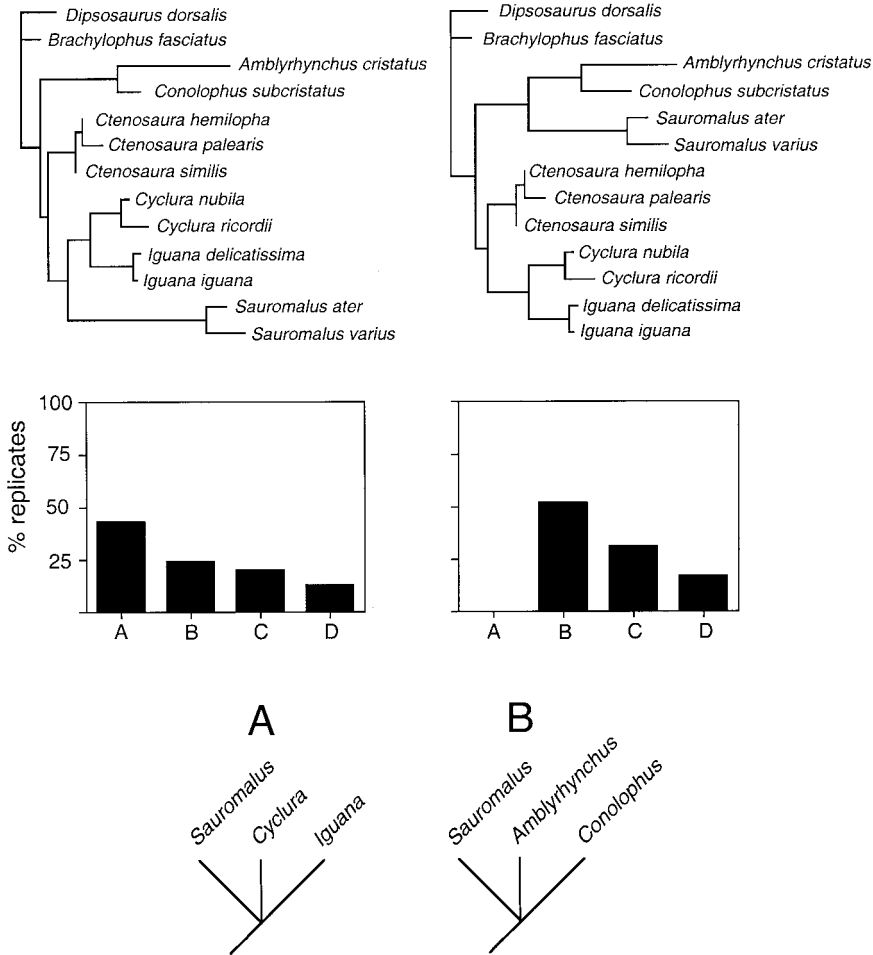 Dipsosaurus dorsalis
Brachylophus fasciatus
Amblyrhynchus cristatus
Conolophus subcristatus
Ctenosaura hemilopha
Ctenosaura palearis
Ctenosaura similis
Cyclura nubila
Cyclura ricordii
Iguana delicatissima
Iguana iguana
Sauromalus ater
Sauromalus varius
Dipsosaurus dorsalis
Brachylophus fasciatus
Amblyrhynchus cristatus
Conolophus subcristatus
Sauromalus ater
Sauromalus varius
Ctenosaura hemilopha
Ctenosaura palearis
Ctenosaura similis
Cyclura nubila
Cyclura ricordii
Iguana delicatissima
Iguana iguana
% replicates
100
75
50
25
A B C D
A B C D
A
Sauromalus
Cyclura
Iguana
B
Sauromalus
Amblyrhynchus
Conolophus